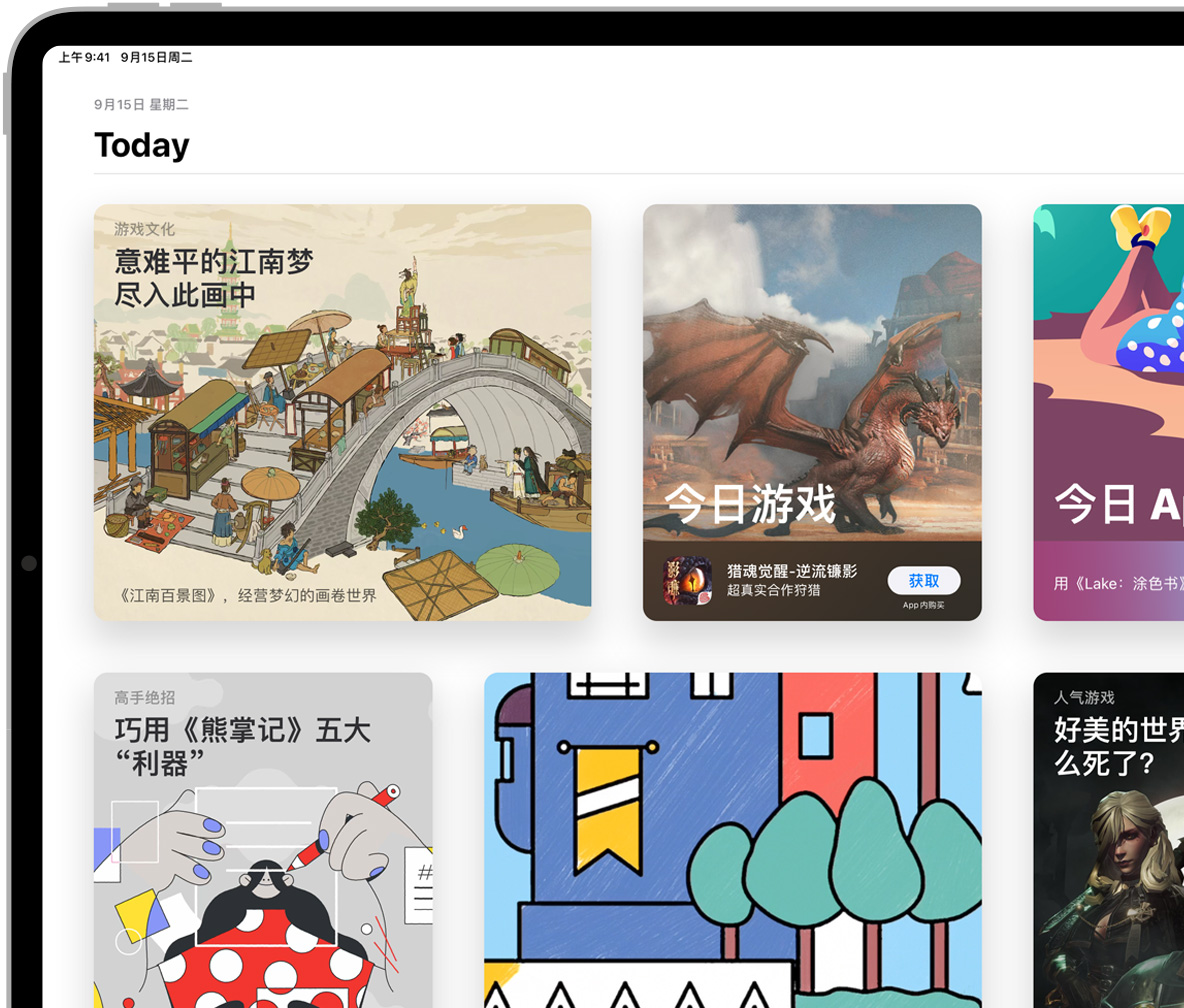 上午9:41 9月15日周二
9月15日 星期二
Today
游戏文化
意难平的江南梦
尽入此画中
《江南百景图》，经营梦幻的画卷世界
今日游戏
猎魂觉醒-逆流镰影
超真实合作狩猎
获取
App 内购买
今日 A
用《Lake：涂色书》
高手绝招
巧用《熊掌记》五大
“利器”
#
人气游戏
好美的世界
么死了？